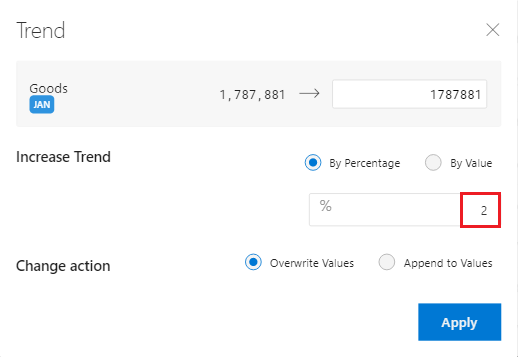 Trend
Goods 1,787,881 → 1787881
JAN
Increase Trend By Percentage By Value
% 2
Change action Overwrite Values Append to Values
Apply